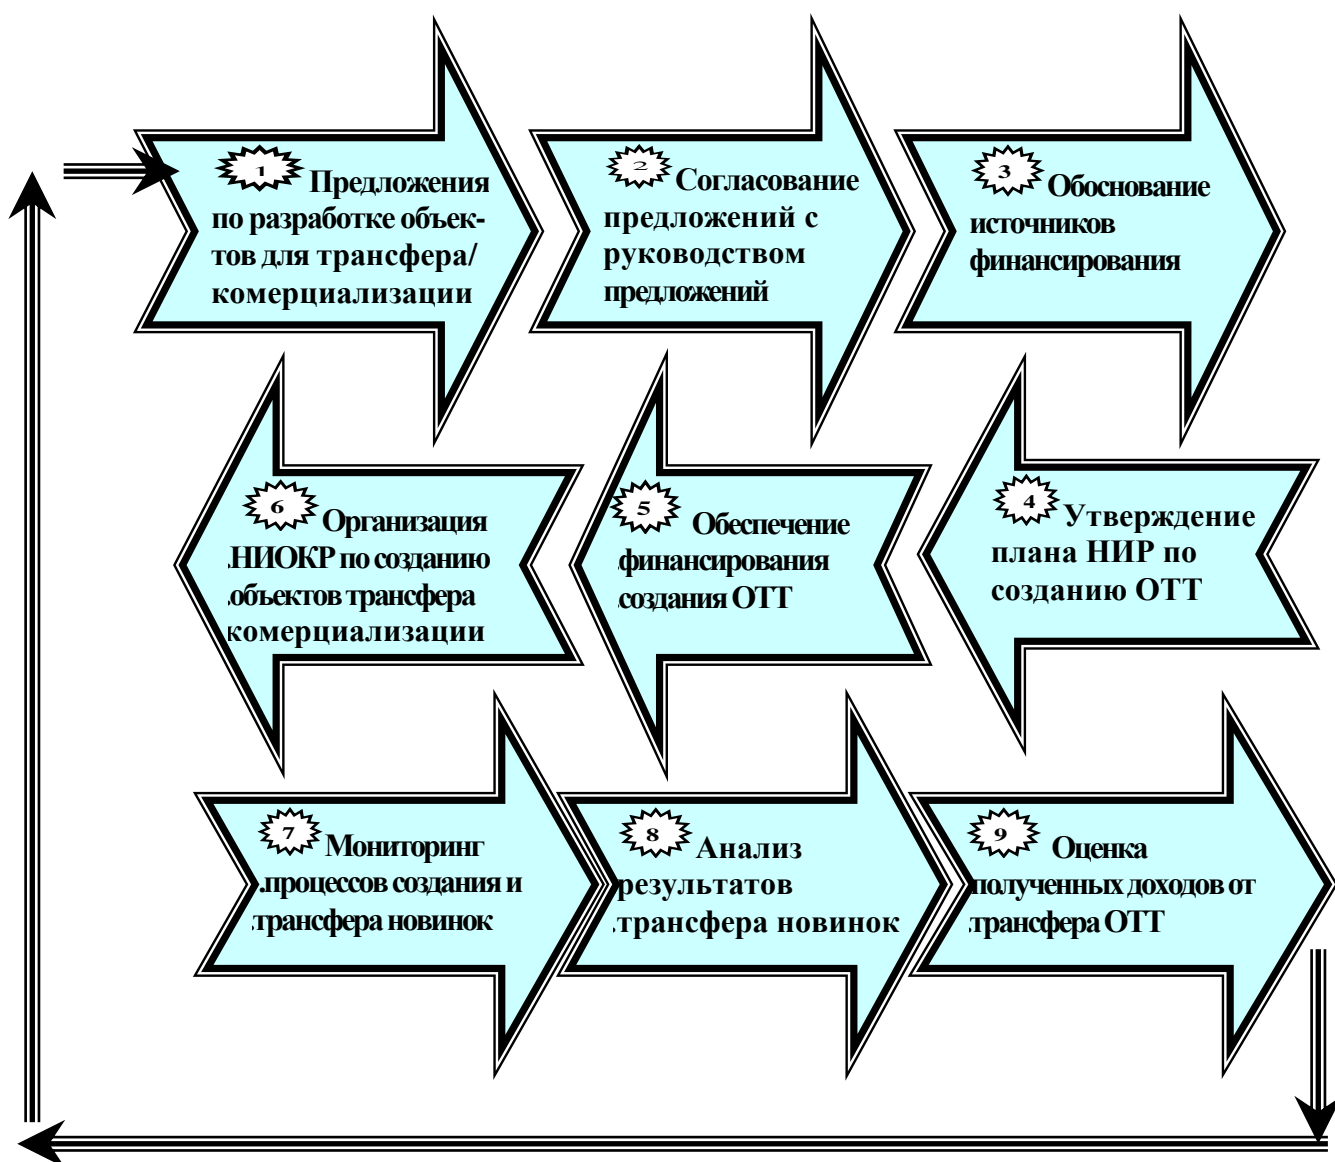 1 Предложения
по разработке объек-
тов для трансфера/
комерциализации
2 Согласование
предложений с
руководством
предложений
3 Обоснование
источников
финансирования
4 Утверждение
плана НИР по
созданию ОТТ
5 Обеспечение
финансирования
создания ОТТ
6 Организация
НИОКР по созданию
объектов трансфера
комерциализации
7 Мониторинг
.процессов создания и
трансфера новинок
8 Анализ
результатов
трансфера новинок
9 Оценка
полученных доходов от
трансфера ОТТ